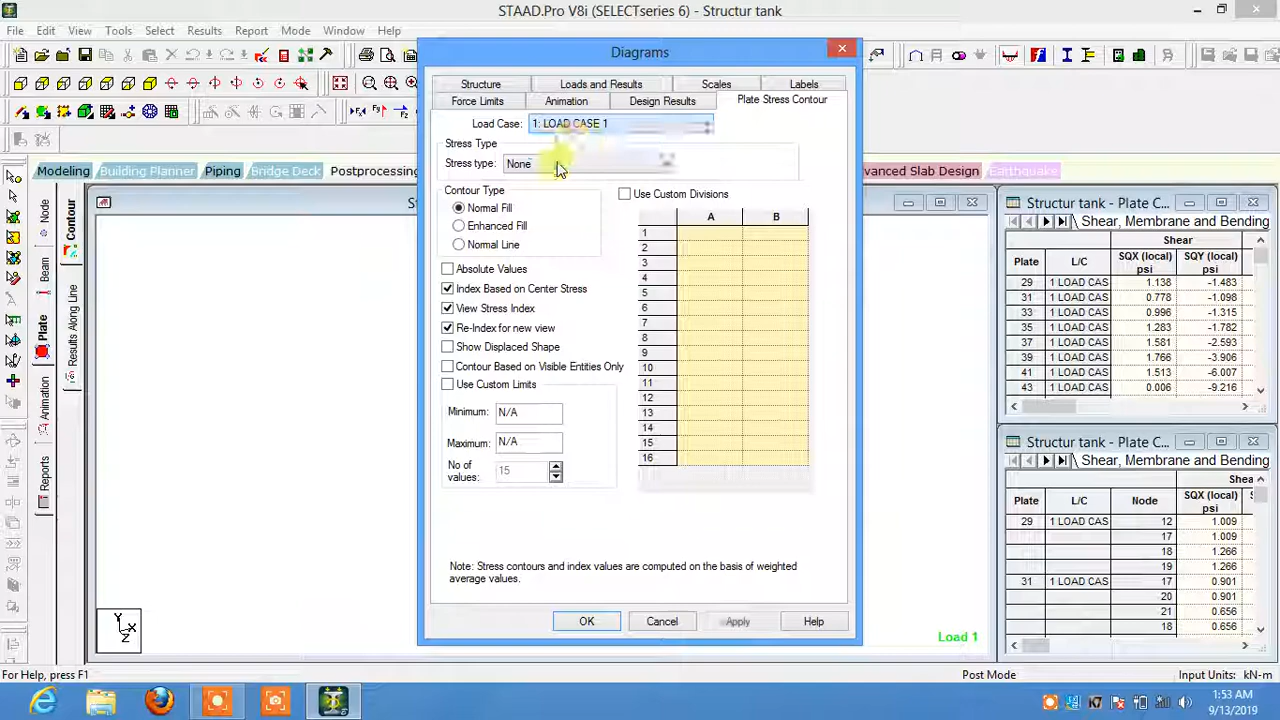 STAAD.Pro V8i (SELECTseries 6) - Structur tank
File Edit View Tools Select Results Report Mode Window Help
Diagrams
Structure Loads and Results Scales Labels
Force Limits Animation Design Results Plate Stress Contour
Load Case: 1: LOAD CASE 1
Stress Type
Stress type: None
Contour Type
Normal Fill
Enhanced Fill
Normal Line
Absolute Values
Index Based on Center Stress
View Stress Index
Re-Index for new view
Show Displaced Shape
Contour Based on Visible Entities Only
Use Custom Limits
Minimum: N/A
Maximum: N/A
No of
values: 15
Use Custom Divisions
A B
1
2
3
4
5
6
7
8
9
10
11
12
13
14
15
16
Note: Stress contours and index values are computed on the basis of weighted
average values.
OK Cancel Apply Help
Modeling Building Planner Piping Bridge Deck Postprocessing
dvanced Slab Design Earthquake
Node
Beam
Plate
Animation
Reports
Contour
Results Along Line
St
Y
X
Z
Load 1
Structur tank - Plate C...
Shear, Membrane and Bending
Shear
Plate L/C SQX (local) psi SQY (local) psi
29 1 LOAD CAS 1.138 -1.483
31 1 LOAD CAS 0.778 -1.098
33 1 LOAD CAS 0.996 -1.315
35 1 LOAD CAS 1.283 -1.782
37 1 LOAD CAS 1.581 -2.593
39 1 LOAD CAS 1.766 -3.906
41 1 LOAD CAS 1.513 -6.007
43 1 LOAD CAS 0.006 -9.216
Structur tank - Plate C...
Shear, Membrane and Bending
Shea
Plate L/C Node SQX (local) psi
29 1 LOAD CAS 12 1.009
17 1.009
18 1.266
19 1.266
31 1 LOAD CAS 17 0.901
20 0.901
21 0.656
18 0.656
For Help, press F1
Post Mode
Input Units: kN-m
1:53 AM
9/13/2019